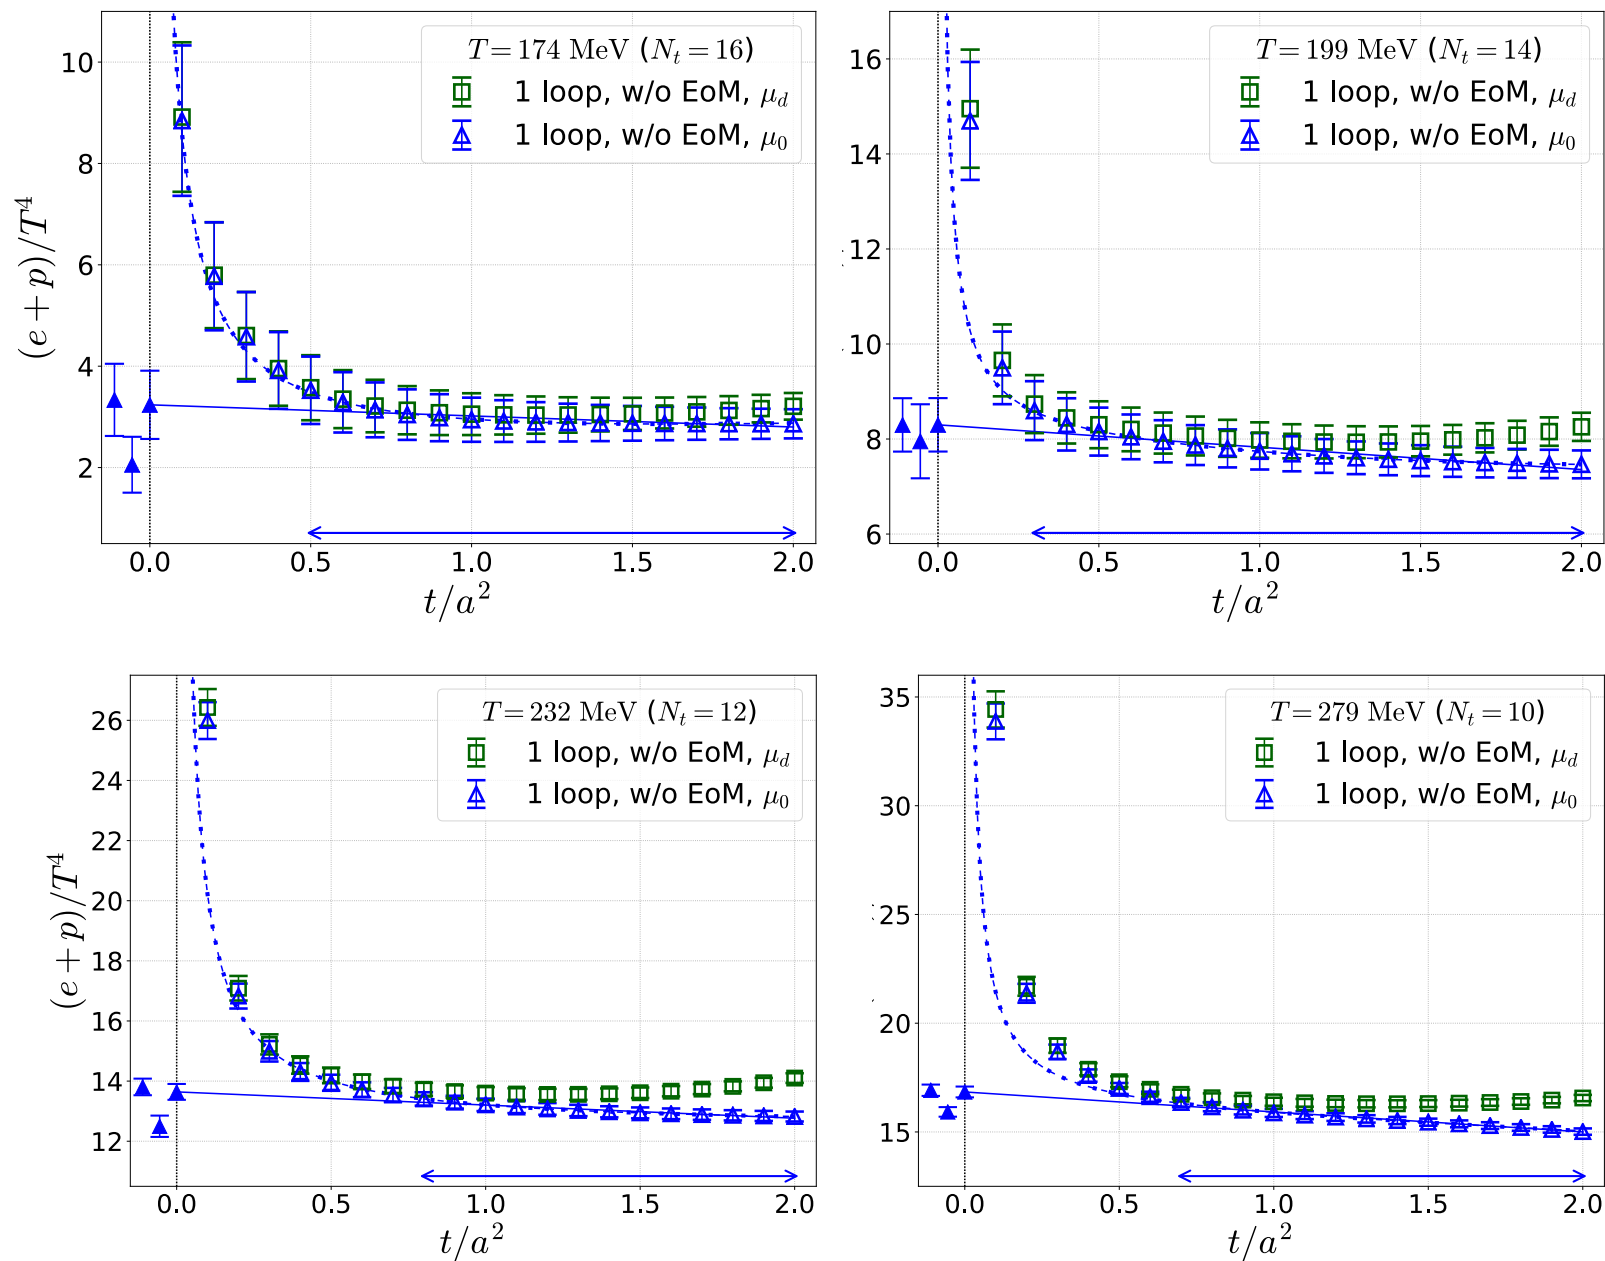 T = 174 MeV (N_t = 16)
1 loop, w/o EoM, μ_d
1 loop, w/o EoM, μ_0
(e + p)/T^4
10
8
6
4
2
0.0 0.5 1.0 1.5 2.0
t/a^2
T = 199 MeV (N_t = 14)
1 loop, w/o EoM, μ_d
1 loop, w/o EoM, μ_0
16
14
12
10
8
6
0.0 0.5 1.0 1.5 2.0
t/a^2
T = 232 MeV (N_t = 12)
1 loop, w/o EoM, μ_d
1 loop, w/o EoM, μ_0
(e + p)/T^4
26
24
22
20
18
16
14
12
0.0 0.5 1.0 1.5 2.0
t/a^2
T = 279 MeV (N_t = 10)
1 loop, w/o EoM, μ_d
1 loop, w/o EoM, μ_0
35
30
25
20
15
0.0 0.5 1.0 1.5 2.0
t/a^2